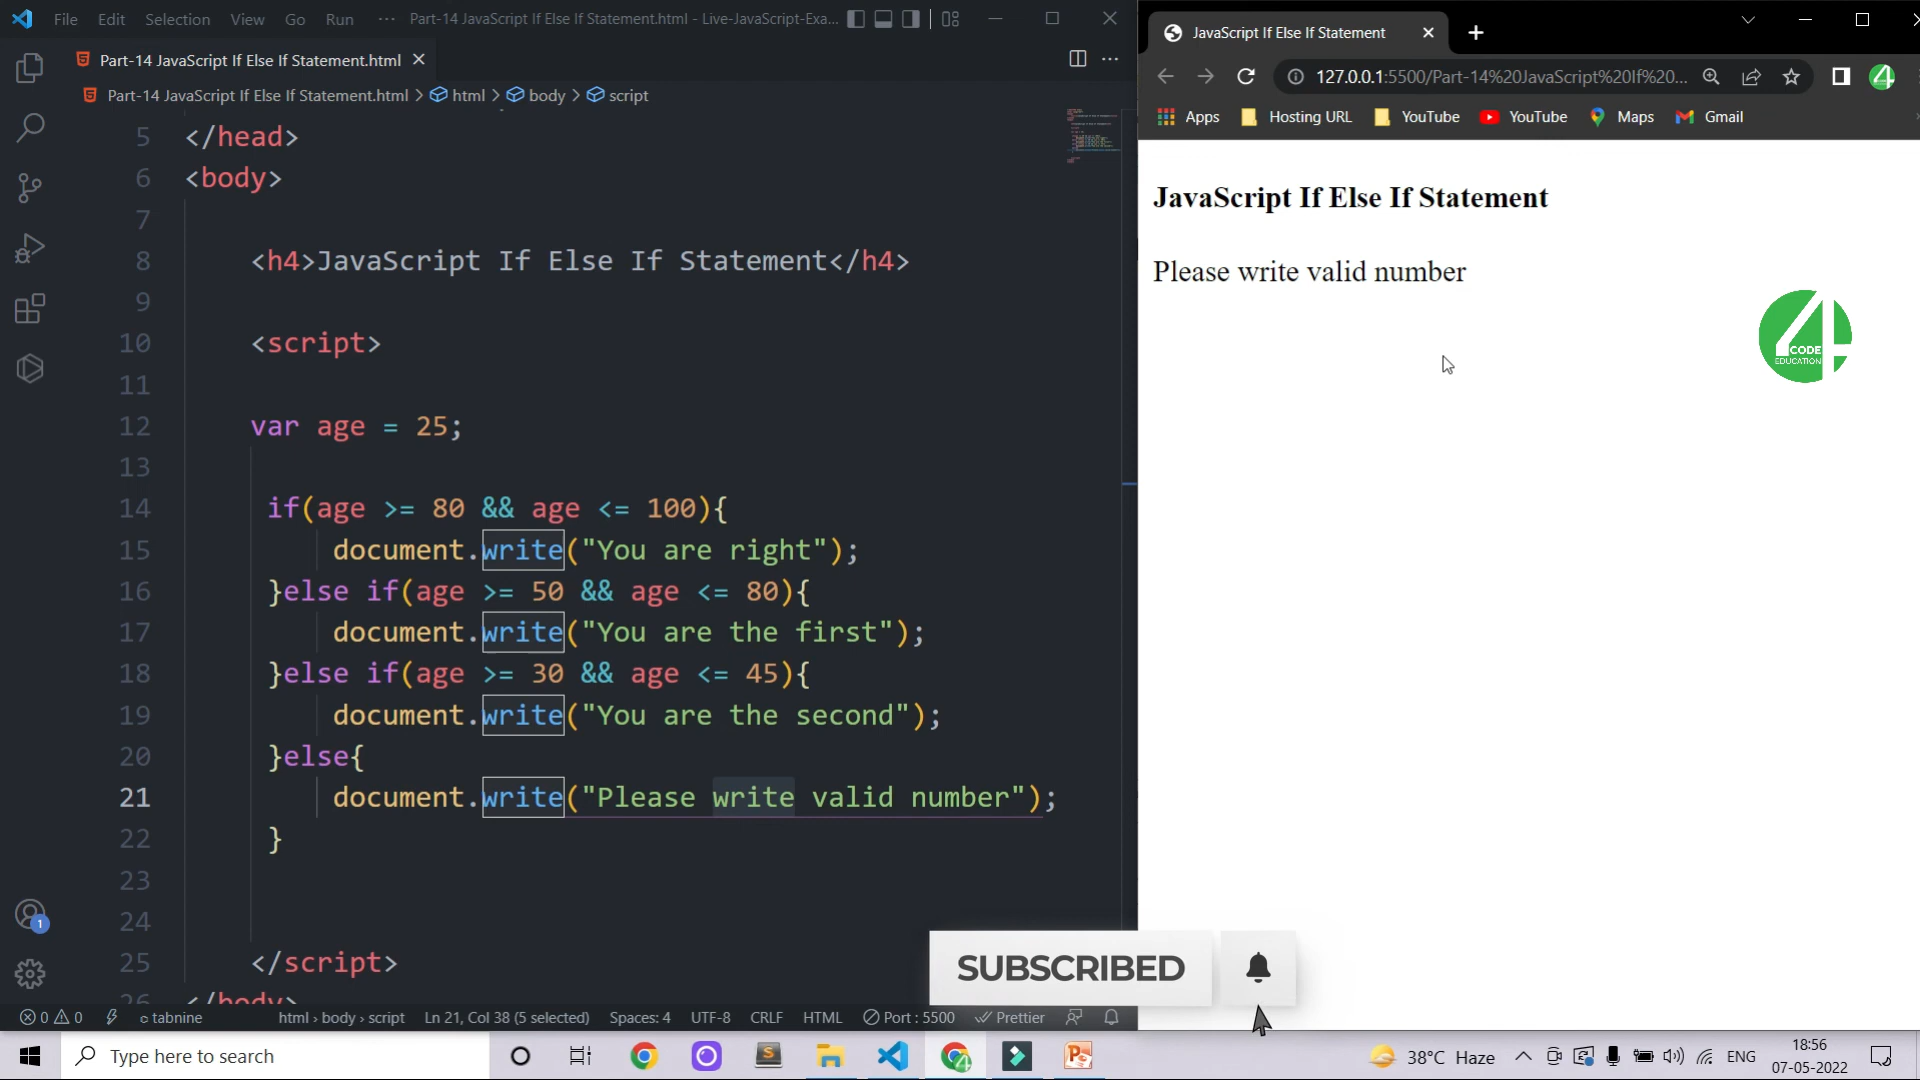 File Edit Selection View Go Run ··· Part-14 JavaScript If Else If Statement.html - Live-JavaScript-Exa...
Part-14 JavaScript If Else If Statement.html
Part-14 JavaScript If Else If Statement.html > html > body > script
5 </head>
6 <body>
7
8 <h4>JavaScript If Else If Statement</h4>
9
10 <script>
11
12 var age = 25;
13
14 if(age >= 80 && age <= 100){
15 document.write("You are right");
16 }else if(age >= 50 && age <= 80){
17 document.write("You are the first");
18 }else if(age >= 30 && age <= 45){
19 document.write("You are the second");
20 }else{
21 document.write("Please write valid number");
22 }
23
24
25 </script>
26 </body>
1
0 0 tabnine html > body > script Ln 21, Col 38 (5 selected) Spaces: 4 UTF-8 CRLF HTML Port : 5500 Prettier
JavaScript If Else If Statement
127.0.0.1:5500/Part-14%20JavaScript%20If%20...
Apps Hosting URL YouTube YouTube Maps Gmail
JavaScript If Else If Statement
Please write valid number
4
CODE
EDUCATION
SUBSCRIBED
Type here to search
38°C Haze ENG 18:56
07-05-2022